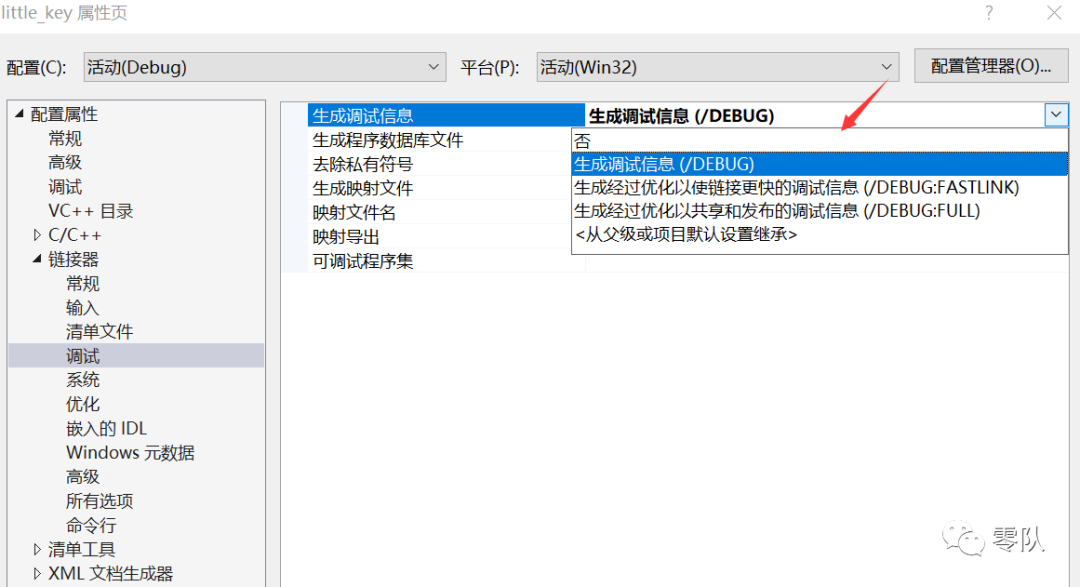 little_key 属性页
配置(C): 活动(Debug) 平台(P): 活动(Win32) 配置管理器(O)...
配置属性
常规
高级
调试
VC++ 目录
C/C++
链接器
常规
输入
清单文件
调试
系统
优化
嵌入的 IDL
Windows 元数据
高级
所有选项
命令行
清单工具
XML 文档生成器
生成调试信息 生成调试信息 (/DEBUG)
生成程序数据库文件
去除私有符号
生成映射文件
映射文件名
映射导出
可调试程序集
否
生成调试信息 (/DEBUG)
生成经过优化以使链接更快的调试信息 (/DEBUG:FASTLINK)
生成经过优化以共享和发布的调试信息 (/DEBUG:FULL)
<从父级或项目默认设置继承>
零队